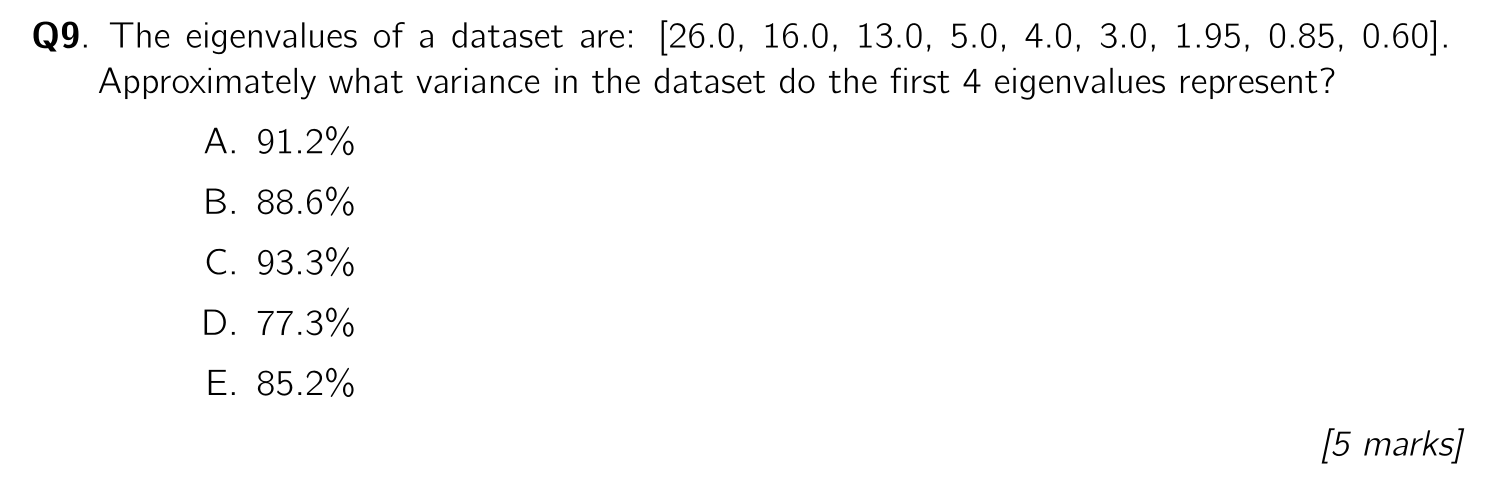 Q9. The eigenvalues of a dataset are: [26.0, 16.0, 13.0, 5.0, 4.0, 3.0, 1.95, 0.85, 0.60].
Approximately what variance in the dataset do the first 4 eigenvalues represent?
A. 91.2%
B. 88.6%
C. 93.3%
D. 77.3%
E. 85.2%
[5 marks]